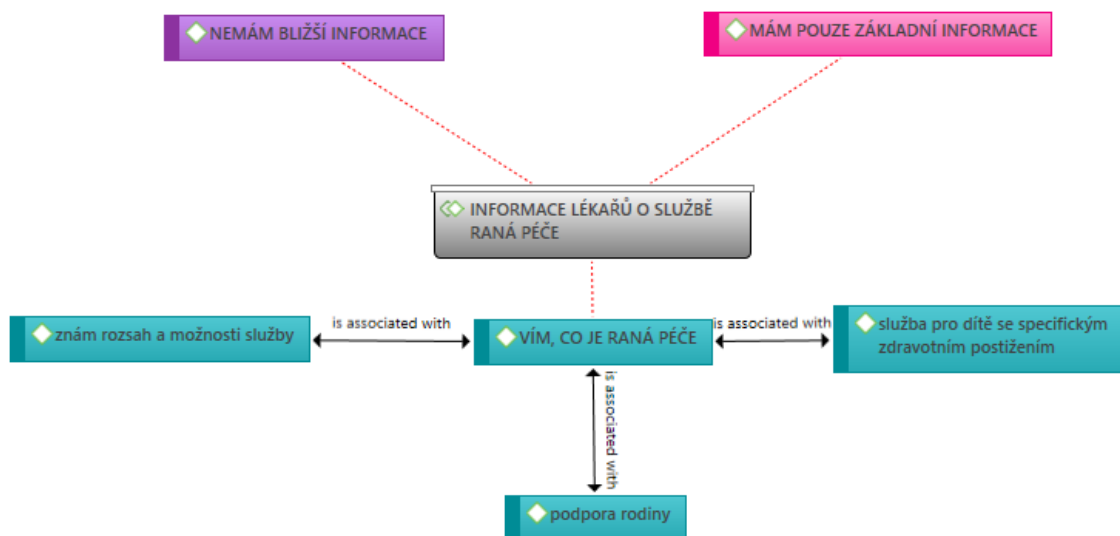 NEMÁM BLIŽŠÍ INFORMACE
MÁM POUZE ZÁKLADNÍ INFORMACE
INFORMACE LÉKAŘŮ O SLUŽBĚ
RANÁ PÉČE
znám rozsah a možnosti služby
is associated with
VÍM, CO JE RANÁ PÉČE
is associated with
služba pro dítě se specifickým
zdravotním postižením
is associated with
podpora rodiny